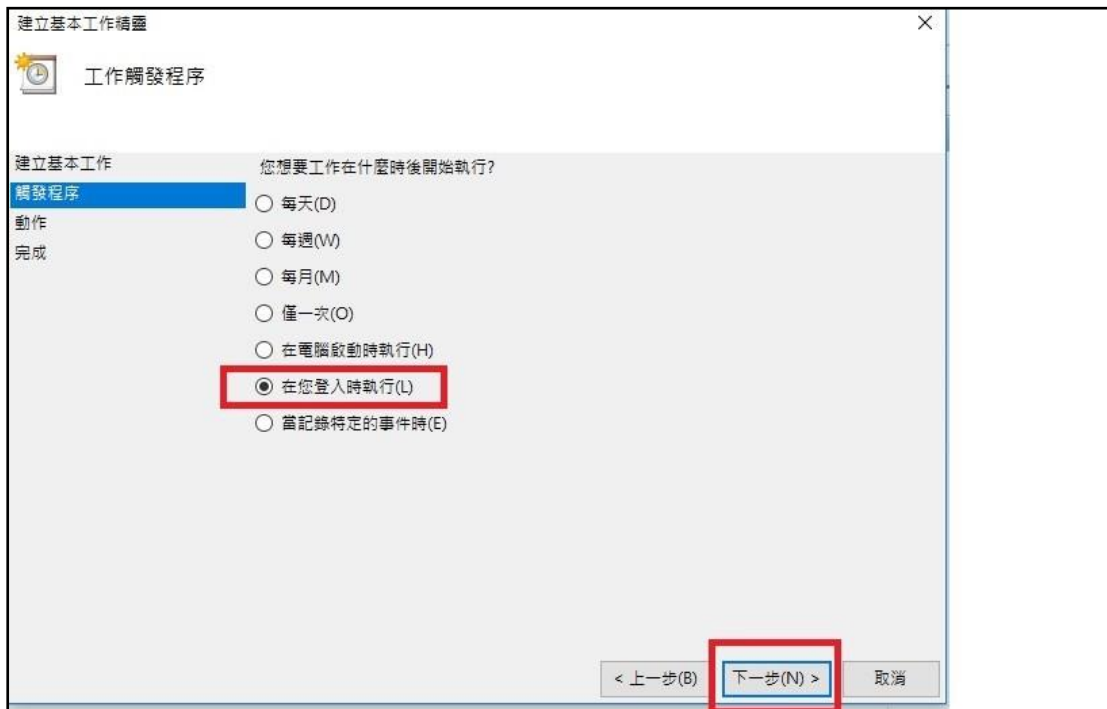 建立基本工作精靈
工作觸發程序
建立基本工作
觸發程序
動作
完成
您想要工作在什麼時後開始執行?
每天(D)
每週(W)
每月(M)
僅一次(O)
在電腦啟動時執行(H)
在您登入時執行(L)
當記錄特定的事件時(E)
< 上一步(B) 下一步(N) > 取消